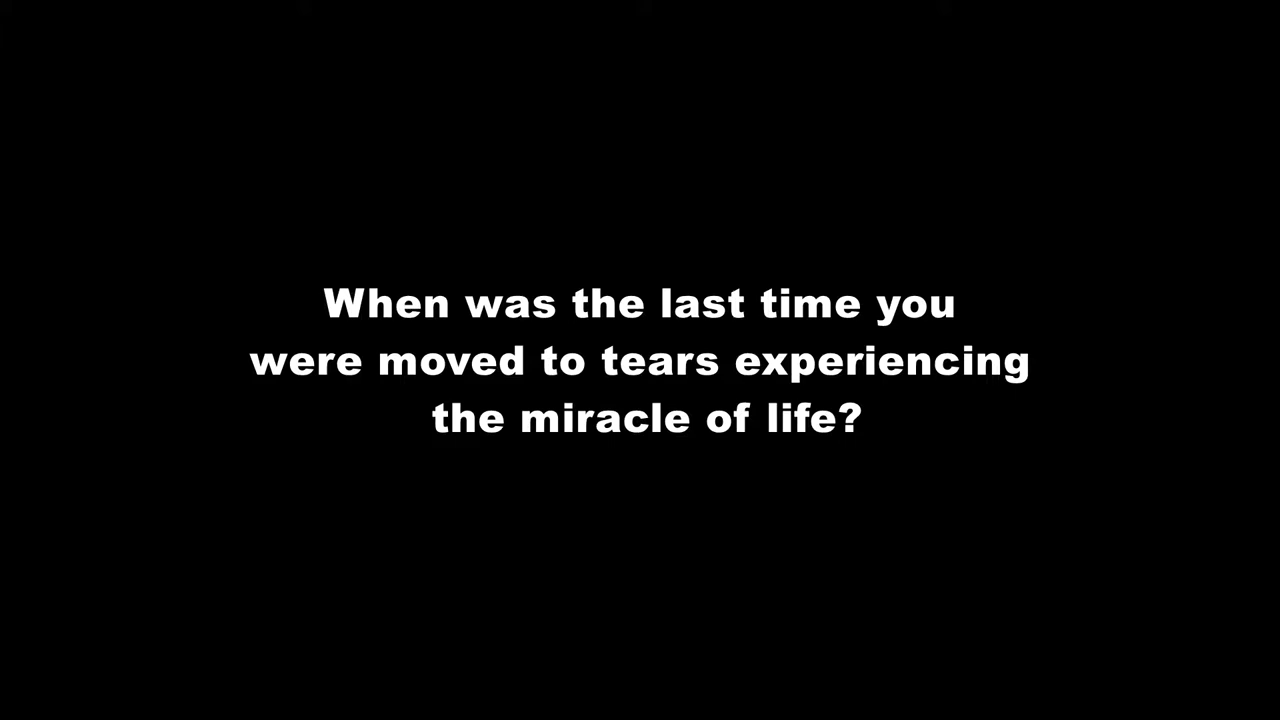 When was the last time you
were moved to tears experiencing
the miracle of life?